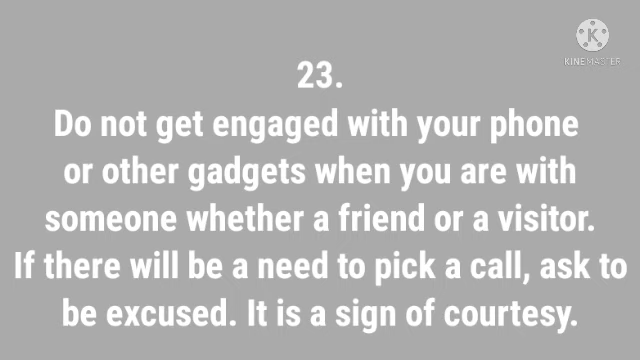 K
KINEMASTER
23.
Do not get engaged with your phone
or other gadgets when you are with
someone whether a friend or a visitor.
If there will be a need to pick a call, ask to
be excused. It is a sign of courtesy.